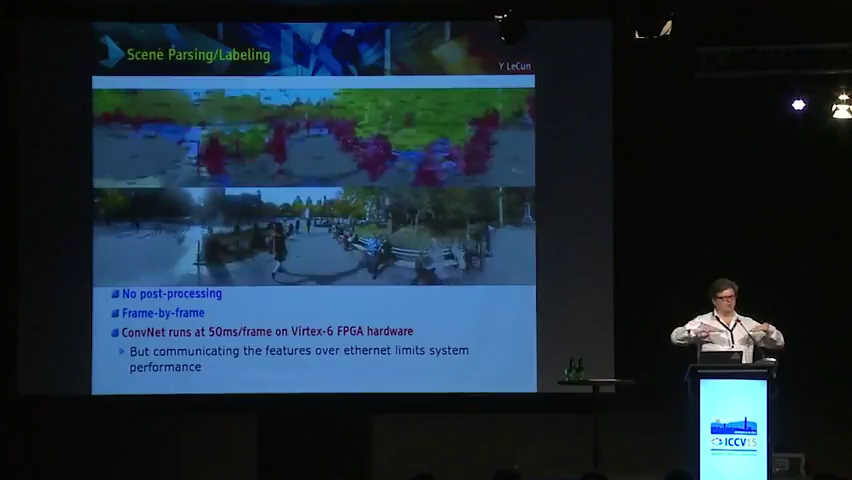 Scene Parsing/Labeling
Y LeCun
No post-processing
Frame-by-frame
ConvNet runs at 50ms/frame on Virtex-6 FPGA hardware
But communicating the features over ethernet limits system
performance
ICCV15